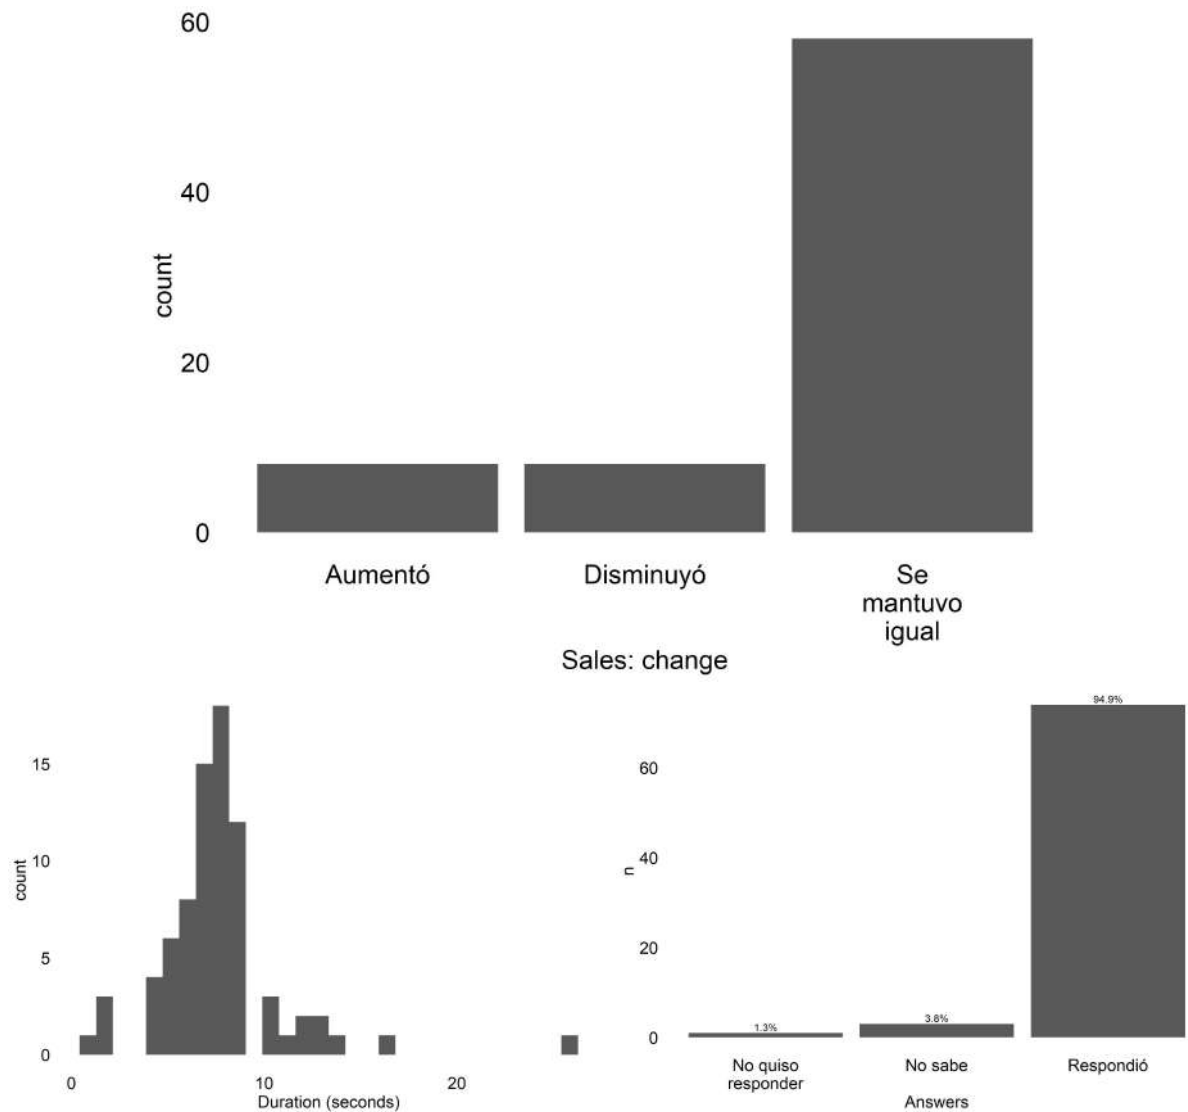 60
40
20
0
count
Aumentó
Disminuyó
Se
mantuvo
igual
Sales: change
15
10
5
0
count
0
10
20
Duration (seconds)
94.9%
60
40
20
0
n
1.3%
3.8%
No quiso
responder
No sabe
Respondió
Answers